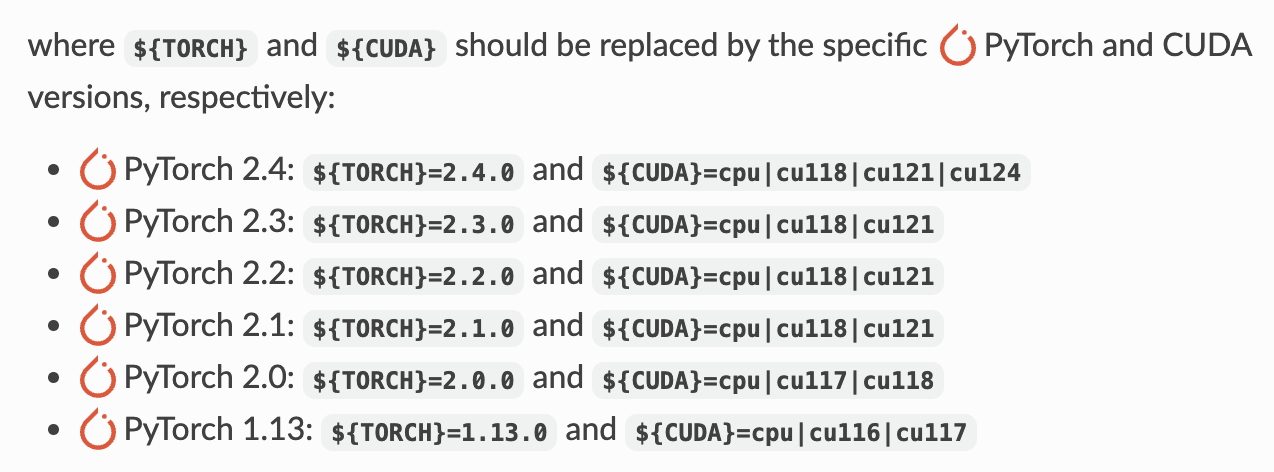 where ${TORCH} and ${CUDA} should be replaced by the specific PyTorch and CUDA
versions, respectively:
• PyTorch 2.4: ${TORCH}=2.4.0 and ${CUDA}=cpu|cu118|cu121|cu124
• PyTorch 2.3: ${TORCH}=2.3.0 and ${CUDA}=cpu|cu118|cu121
• PyTorch 2.2: ${TORCH}=2.2.0 and ${CUDA}=cpu|cu118|cu121
• PyTorch 2.1: ${TORCH}=2.1.0 and ${CUDA}=cpu|cu118|cu121
• PyTorch 2.0: ${TORCH}=2.0.0 and ${CUDA}=cpu|cu117|cu118
• PyTorch 1.13: ${TORCH}=1.13.0 and ${CUDA}=cpu|cu116|cu117